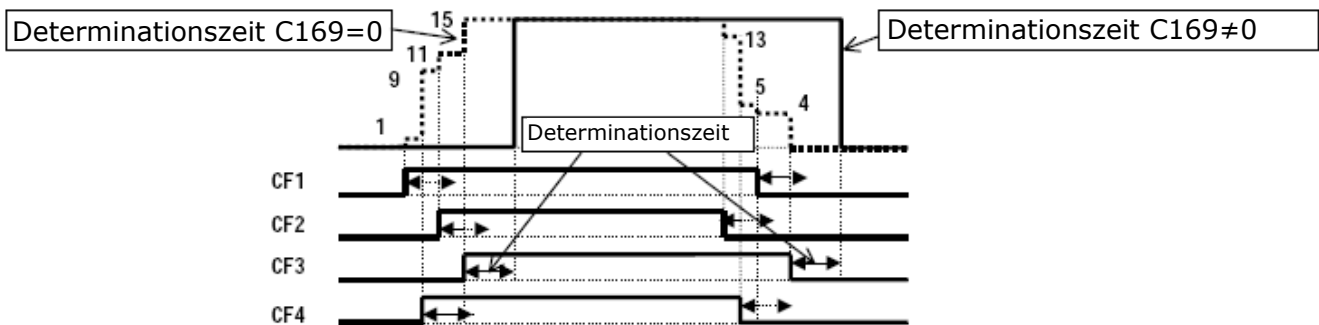 Determinationszeit C169=0
15
Determinationszeit C169≠0
13
11
9
5
4
1
Determinationszeit
CF1
CF2
CF3
CF4